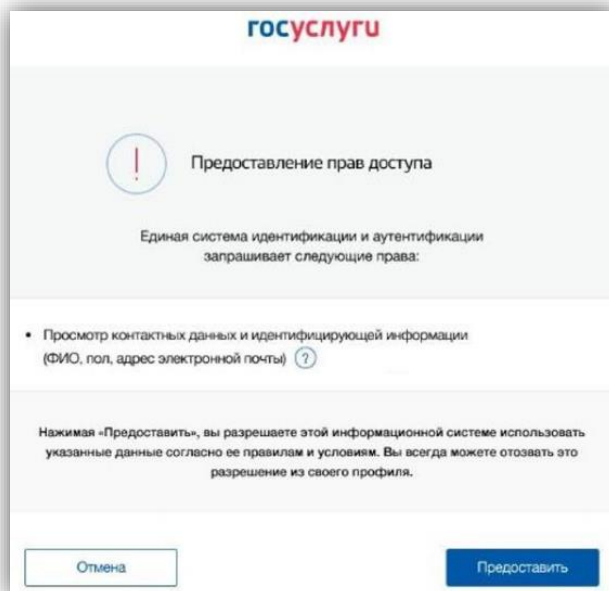 госуслуги
!
Предоставление прав доступа
Единая система идентификации и аутентификации
запрашивает следующие права:
• Просмотр контактных данных и идентифицирующей информации
(ФИО, пол, адрес электронной почты) ?
Нажимая «Предоставить», вы разрешаете этой информационной системе использовать
указанные данные согласно ее правилам и условиям. Вы всегда можете отозвать это
разрешение из своего профиля.
Отмена
Предоставить